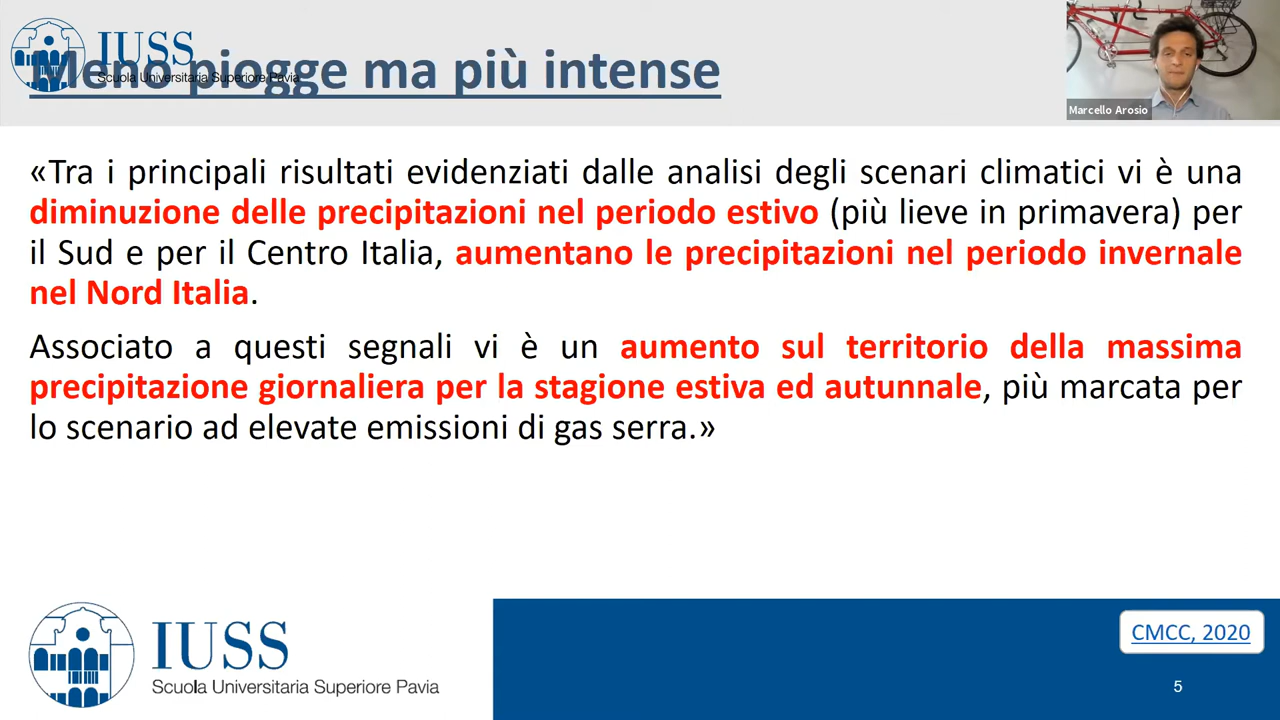 IUSS
Scuola Universitaria Superiore Pavia
Meno piogge ma più intense
Marcello Arosio
«Tra i principali risultati evidenziati dalle analisi degli scenari climatici vi è una
diminuzione delle precipitazioni nel periodo estivo (più lieve in primavera) per
il Sud e per il Centro Italia, aumentano le precipitazioni nel periodo invernale
nel Nord Italia.
Associato a questi segnali vi è un aumento sul territorio della massima
precipitazione giornaliera per la stagione estiva ed autunnale, più marcata per
lo scenario ad elevate emissioni di gas serra.»
IUSS
Scuola Universitaria Superiore Pavia
CMCC, 2020
5